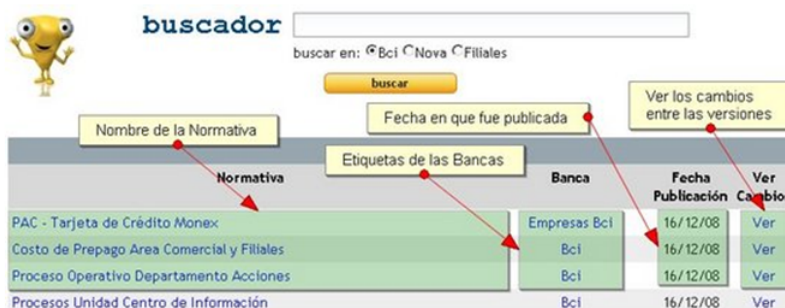 buscador
buscar en: Bci Nova Filiales
buscar
Nombre de la Normativa
Fecha en que fue publicada
Ver los cambios
entre las versiones
Etiquetas de las Bancas
Normativa Banca Fecha Publicación Ver Cambio
PAC - Tarjeta de Crédito Monex Empresas Bci 16/12/08 Ver
Costo de Prepago Area Comercial y Filiales Bci 16/12/08 Ver
Proceso Operativo Departamento Acciones Bci 16/12/08 Ver
Procesos Unidad Centro de Información Bci 16/12/08 Ver